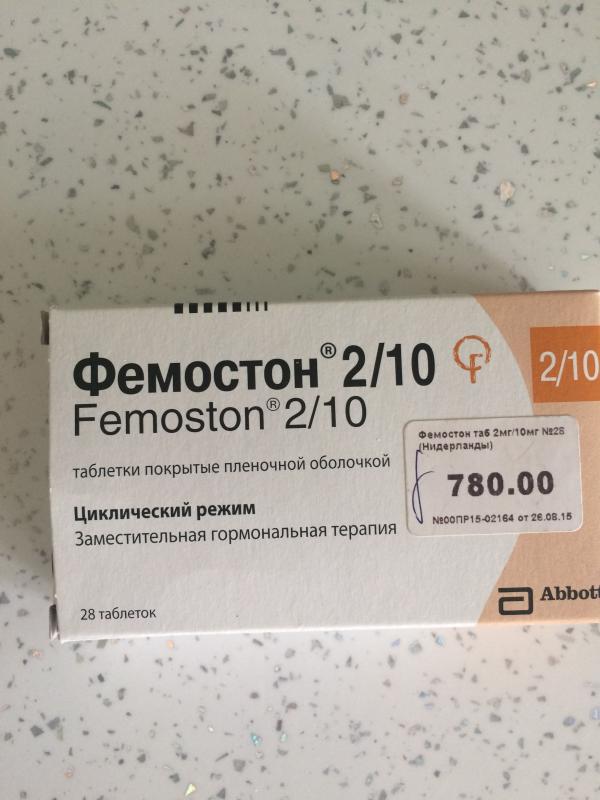 Фемостон® 2/10
Femoston® 2/10
2/10
таблетки покрытые пленочной оболочкой
Циклический режим
Заместительная гормональная терапия
28 таблеток
Фемостон таб 2мг/10мг №28
(Нидерланды)
780.00
№00ПР15-02164 от 26.08.15
Abbott